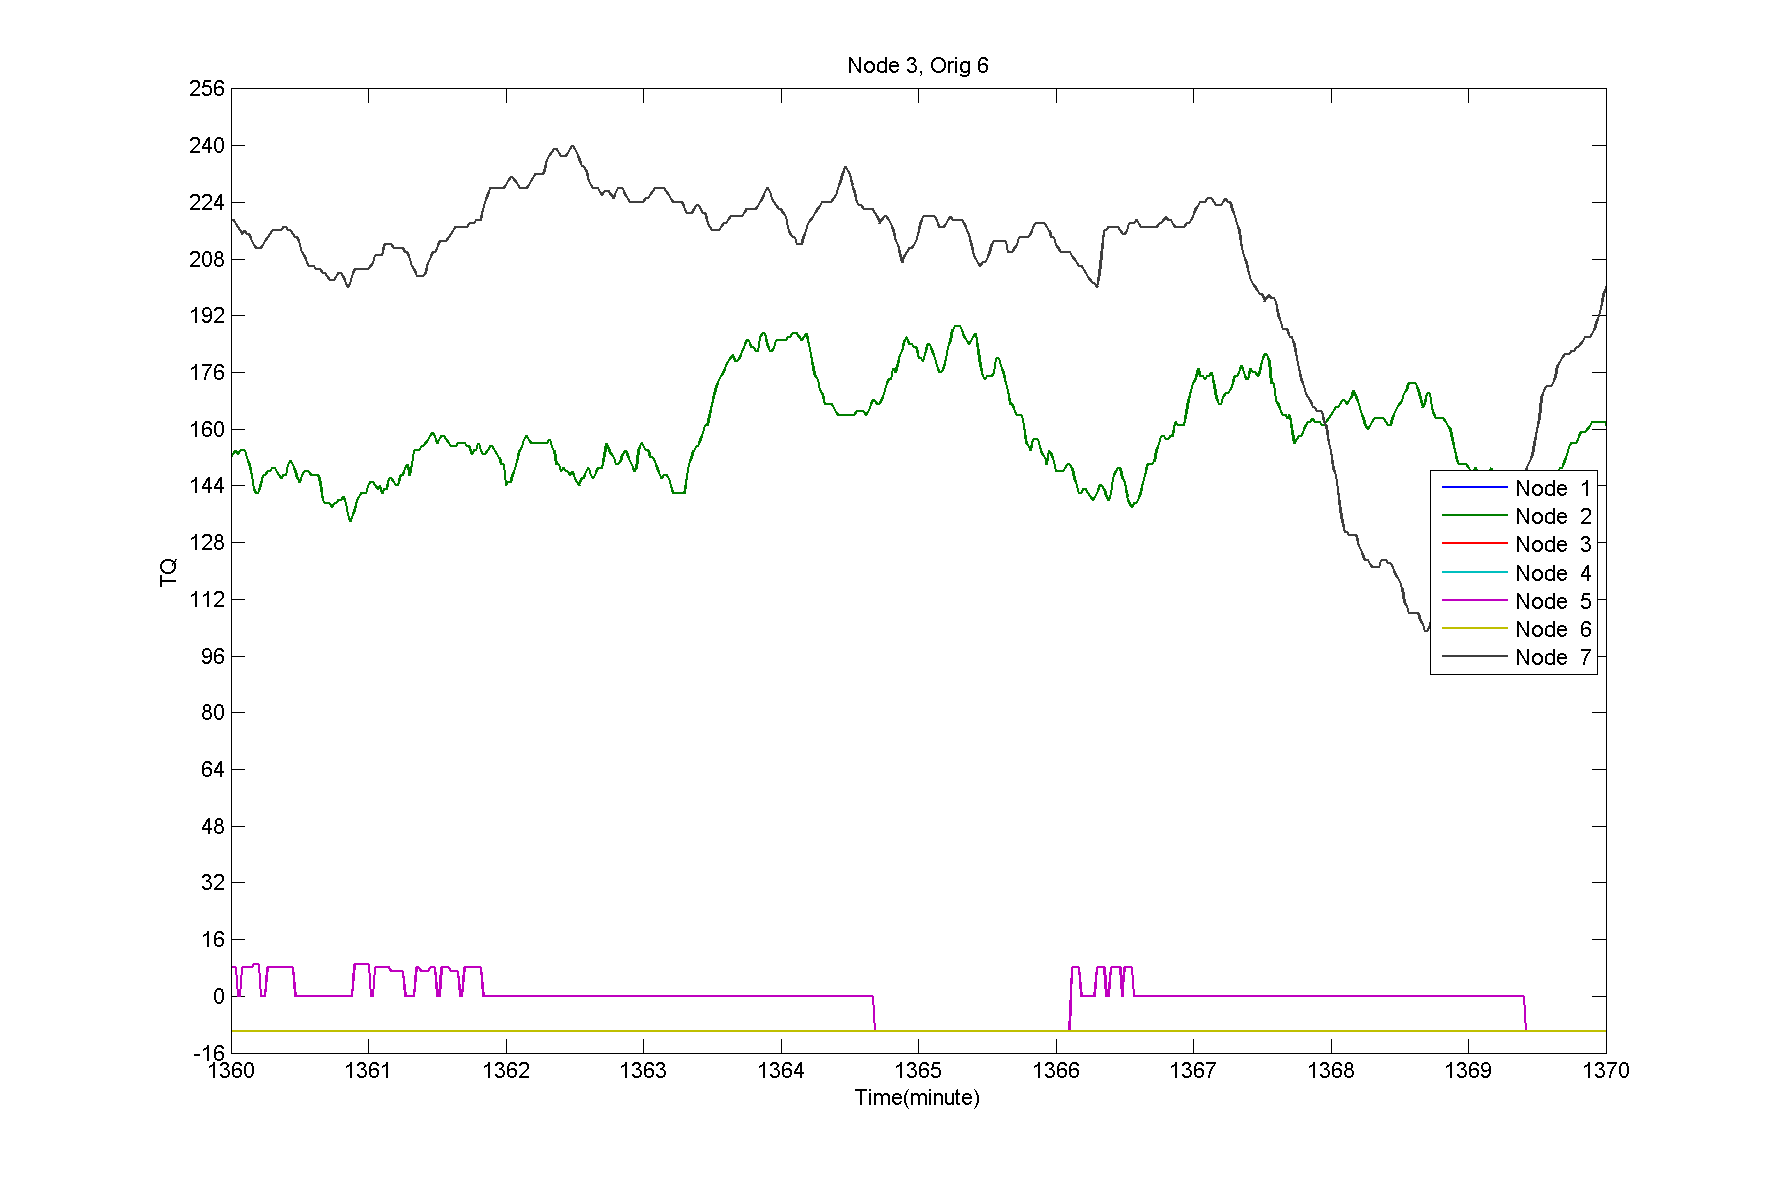 Node 3, Orig 6
256
240
224
208
192
176
160
144
128
112
96
80
64
48
32
16
0
-16
TQ
Node 1
Node 2
Node 3
Node 4
Node 5
Node 6
Node 7
1360 1361 1362 1363 1364 1365 1366 1367 1368 1369 1370
Time(minute)